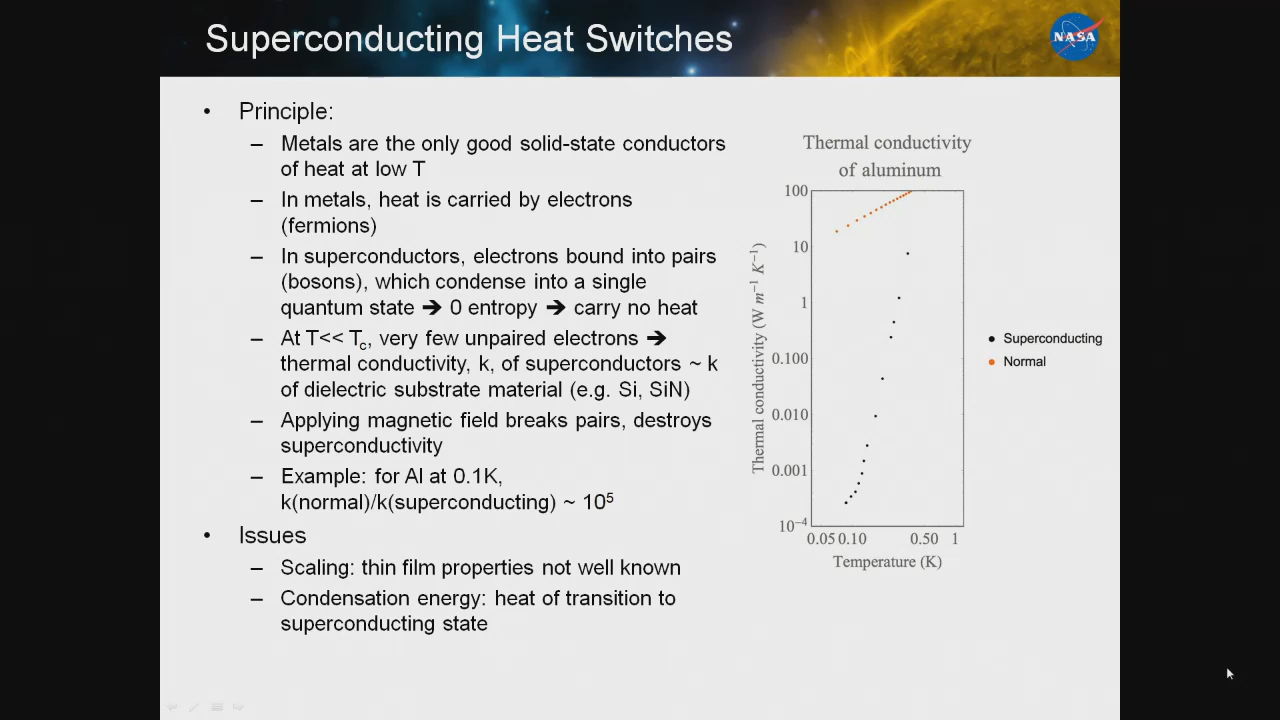 Superconducting Heat Switches
NASA
• Principle:
– Metals are the only good solid-state conductors
of heat at low T
– In metals, heat is carried by electrons
(fermions)
– In superconductors, electrons bound into pairs
(bosons), which condense into a single
quantum state ➔ 0 entropy ➔ carry no heat
– At T<< Tc, very few unpaired electrons ➔
thermal conductivity, k, of superconductors ~ k
of dielectric substrate material (e.g. Si, SiN)
– Applying magnetic field breaks pairs, destroys
superconductivity
– Example: for Al at 0.1K,
k(normal)/k(superconducting) ~ 10⁵
• Issues
– Scaling: thin film properties not well known
– Condensation energy: heat of transition to
superconducting state
Thermal conductivity
of aluminum
Thermal conductivity (W m⁻¹ K⁻¹)
100
10
1
0.100
0.010
0.001
10⁻⁴
0.05 0.10 0.50 1
Temperature (K)
• Superconducting
• Normal